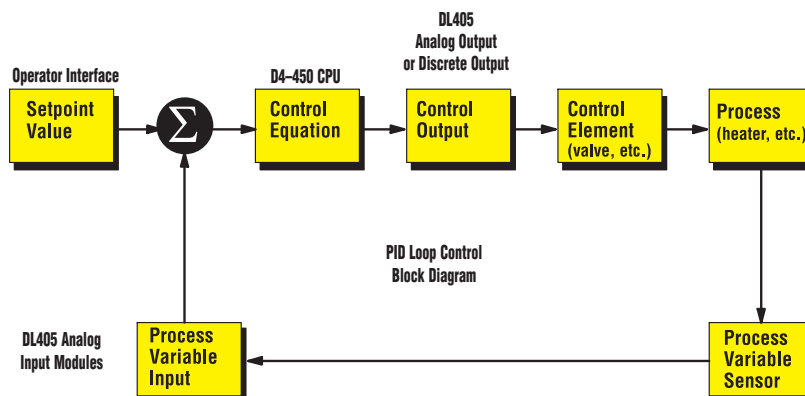 DL405
Analog Output
or Discrete Output
Operator Interface
D4–450 CPU
Setpoint
Value
Σ
Control
Equation
Control
Output
Control
Element
(valve, etc.)
Process
(heater, etc.)
PID Loop Control
Block Diagram
DL405 Analog
Input Modules
Process
Variable
Input
Process
Variable
Sensor